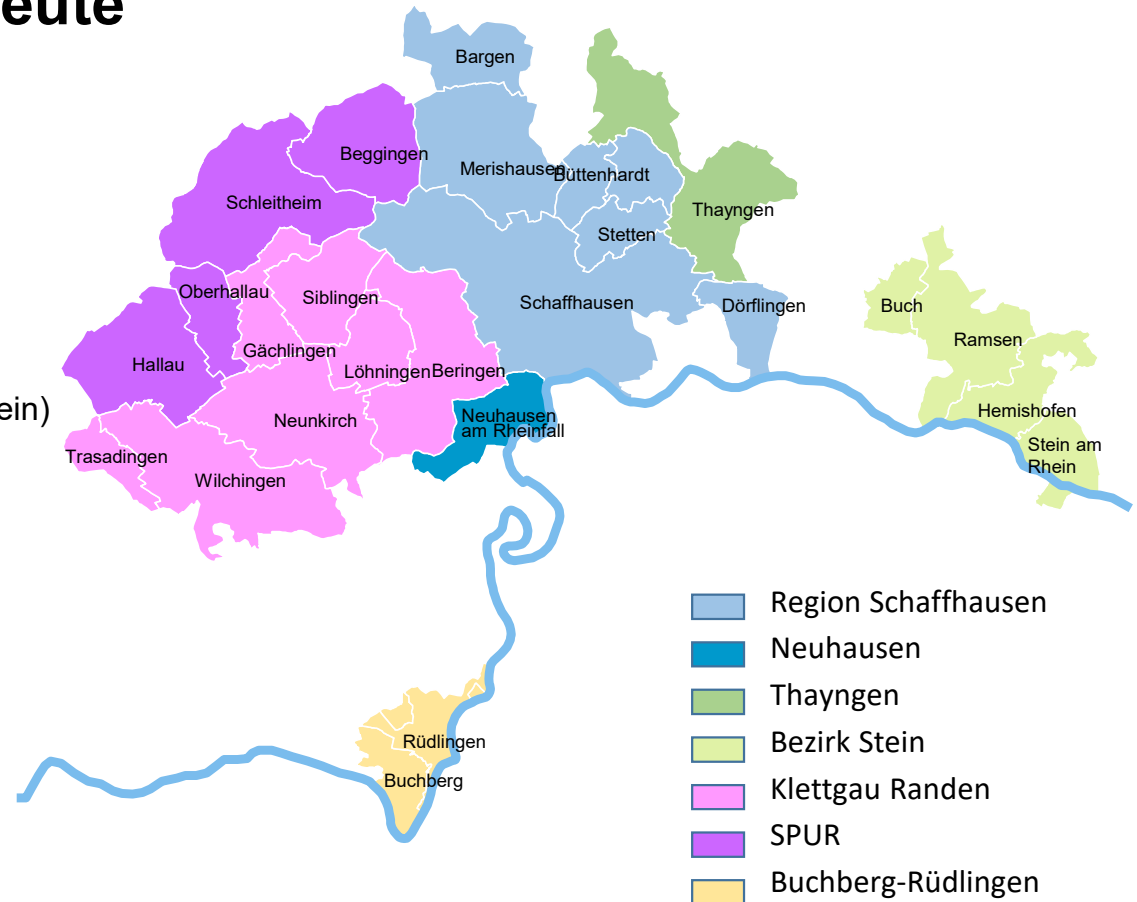 eute
Bargen
Beggingen
Merishausen
Büttenhardt
Schleitheim
Thayngen
Stetten
Oberhallau
Siblingen
Schaffhausen
Dörflingen
Buch
Ramsen
Gächlingen
Hallau
Löhningen
Beringen
ein)
Neunkirch
Neuhausen
am Rheinfall
Hemishofen
Stein am
Rhein
Trasadingen
Wilchingen
Region Schaffhausen
Neuhausen
Thayngen
Bezirk Stein
Klettgau Randen
SPUR
Buchberg-Rüdlingen
Rüdlingen
Buchberg